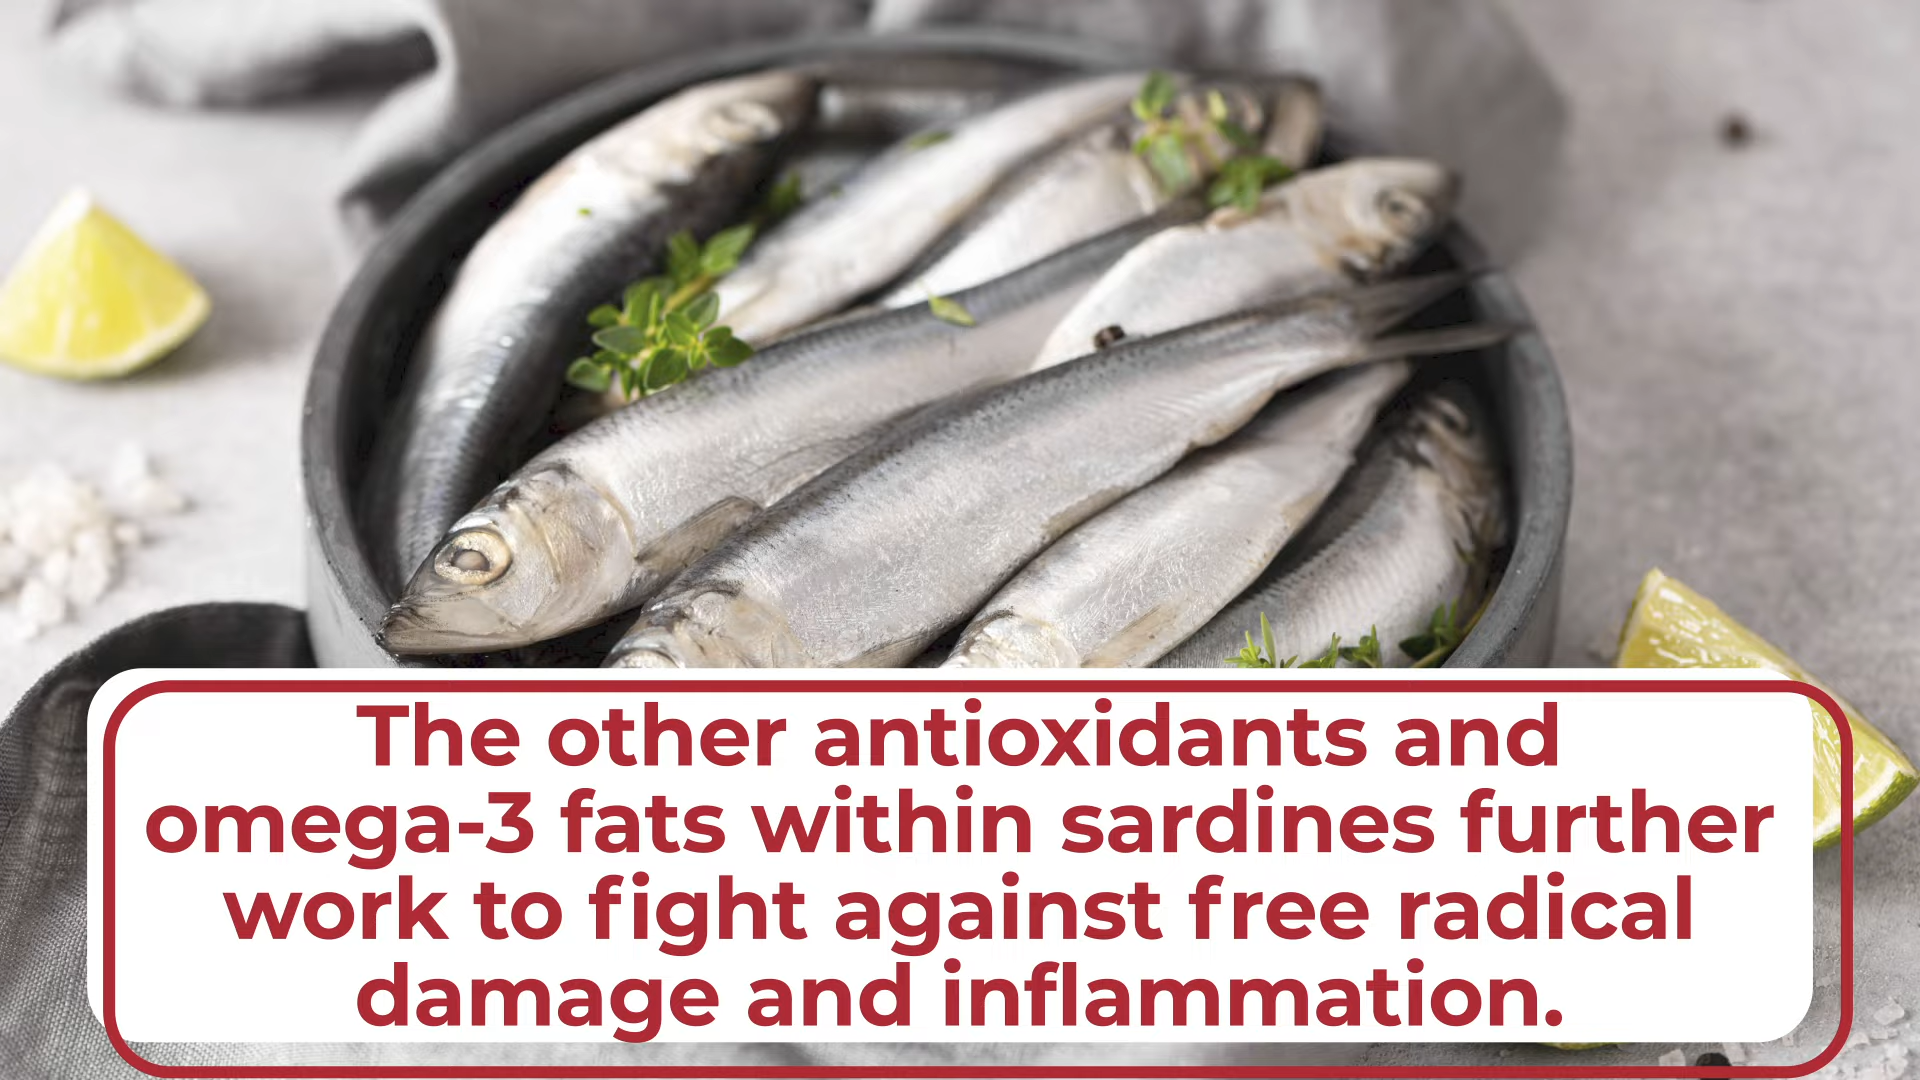 The other antioxidants and
omega-3 fats within sardines further
work to fight against free radical
damage and inflammation.